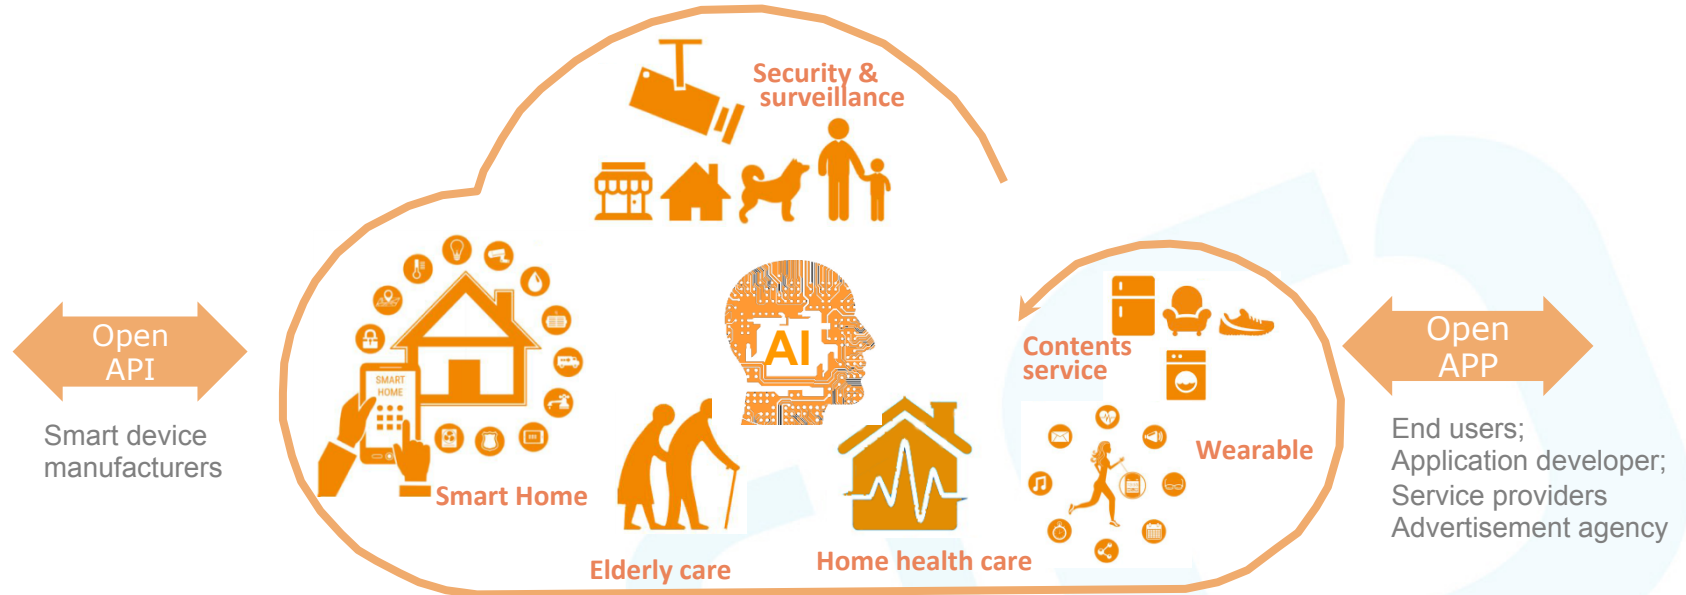 Security &
surveillance
Open
API
Smart device
manufacturers
SMART
HOME
Smart Home
AI
Elderly care
Home health care
Contents
service
Wearable
Open
APP
End users;
Application developer;
Service providers
Advertisement agency